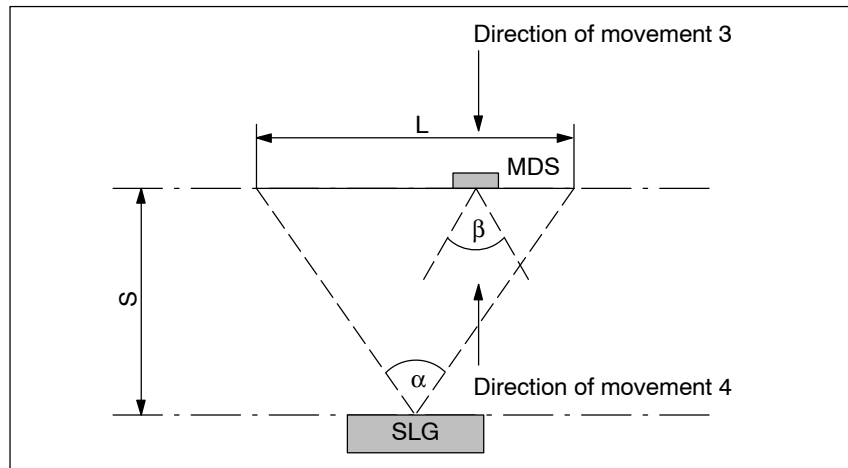 Direction of movement 3
L
MDS
β
S
α
Direction of movement 4
SLG